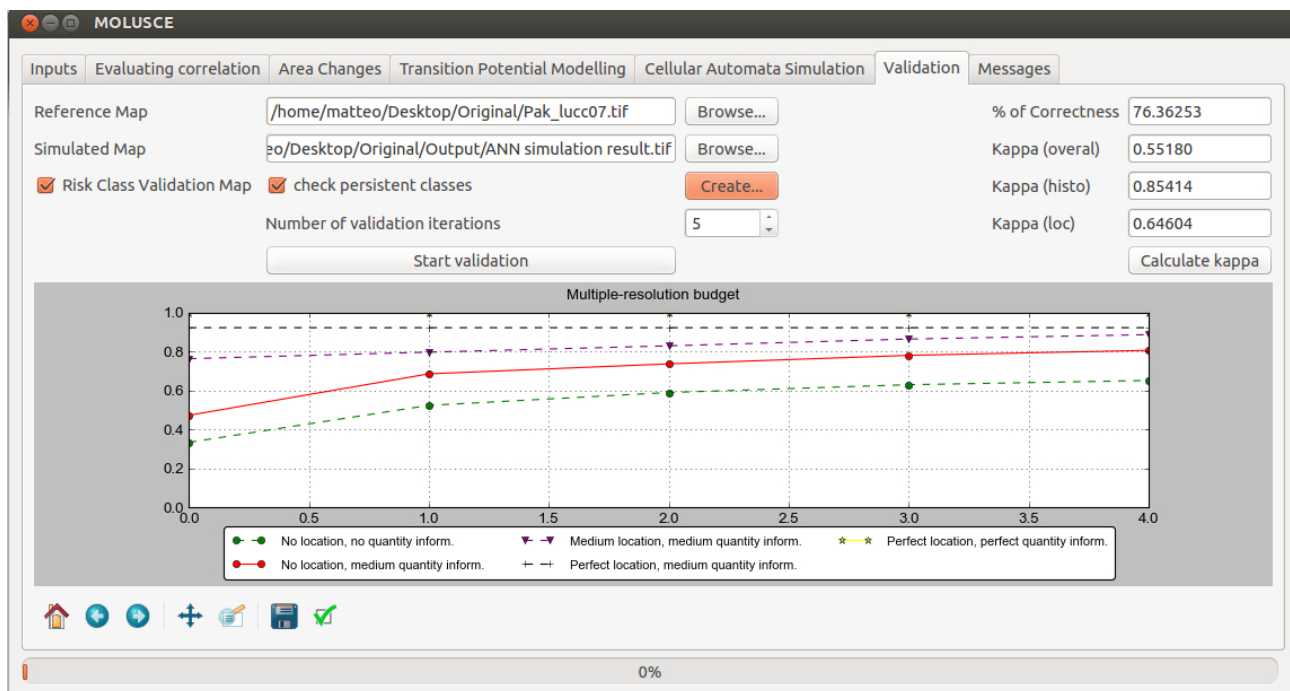 MOLUSCE
Inputs Evaluating correlation Area Changes Transition Potential Modelling Cellular Automata Simulation Validation Messages
Reference Map /home/matteo/Desktop/Original/Pak_lucc07.tif Browse... % of Correctness 76.36253
Simulated Map eo/Desktop/Original/Output/ANN simulation result.tif Browse... Kappa (overal) 0.55180
Risk Class Validation Map check persistent classes Create... Kappa (histo) 0.85414
Number of validation iterations 5 Kappa (loc) 0.64604
Start validation Calculate kappa
Multiple-resolution budget
1.0
0.8
0.6
0.4
0.2
0.0
0.0 0.5 1.0 1.5 2.0 2.5 3.0 3.5 4.0
No location, no quantity inform. Medium location, medium quantity inform. Perfect location, perfect quantity inform.
No location, medium quantity inform. Perfect location, medium quantity inform.
0%